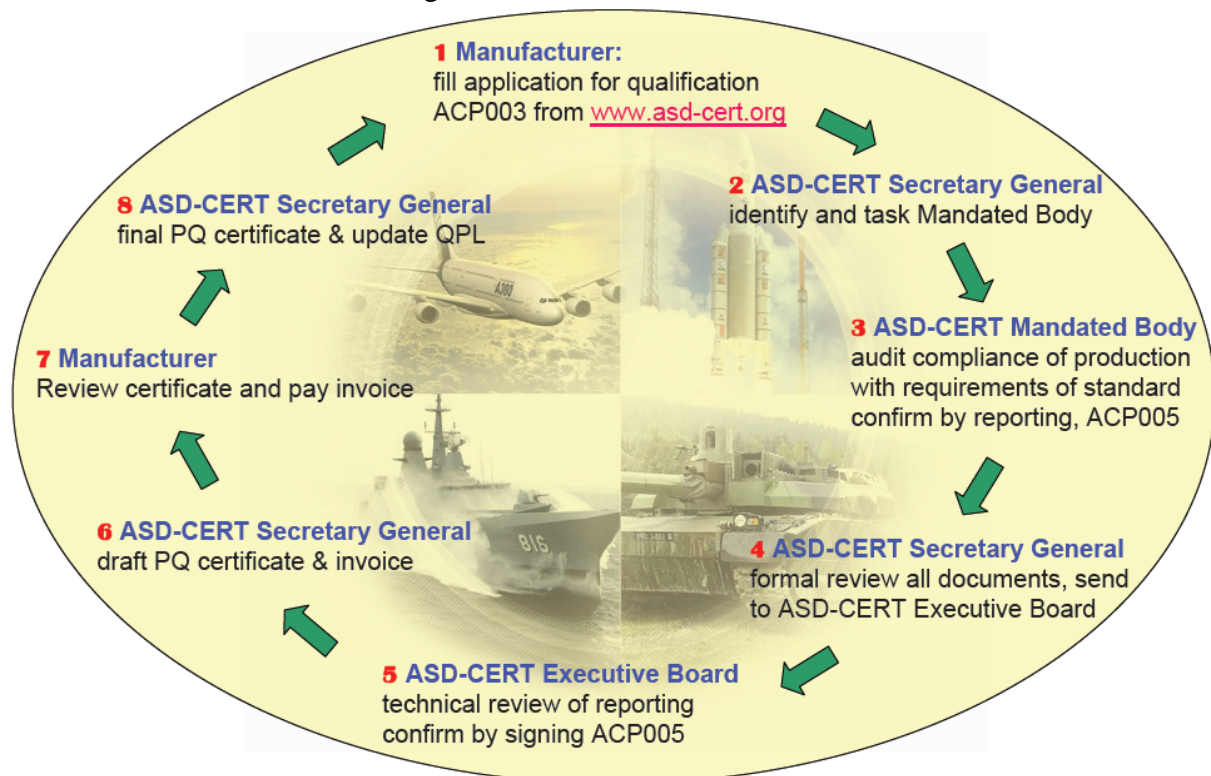 1 Manufacturer:
fill application for qualification
ACP003 from www.asd-cert.org
2 ASD-CERT Secretary General
identify and task Mandated Body
3 ASD-CERT Mandated Body
audit compliance of production
with requirements of standard
confirm by reporting, ACP005
4 ASD-CERT Secretary General
formal review all documents, send
to ASD-CERT Executive Board
5 ASD-CERT Executive Board
technical review of reporting
confirm by signing ACP005
6 ASD-CERT Secretary General
draft PQ certificate & invoice
7 Manufacturer
Review certificate and pay invoice
8 ASD-CERT Secretary General
final PQ certificate & update QPL
A380
816